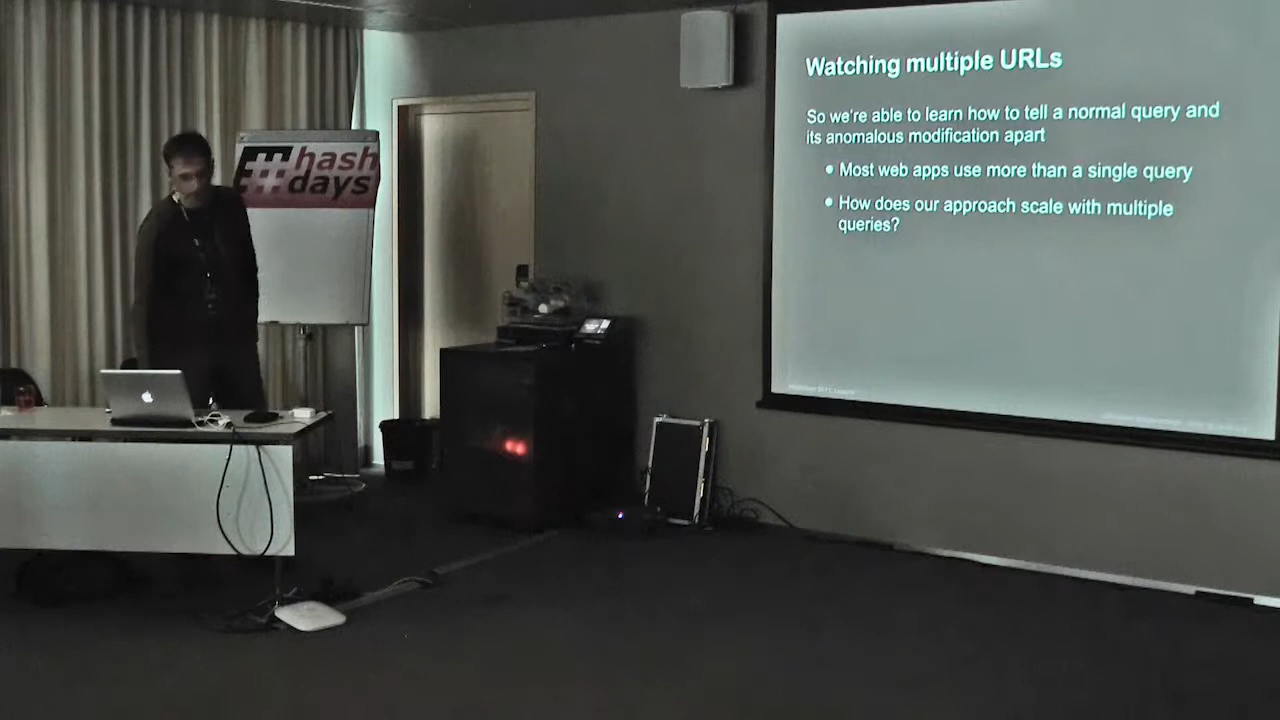 #hash
days
Watching multiple URLs
So we're able to learn how to tell a normal query and
its anomalous modification apart
• Most web apps use more than a single query
• How does our approach scale with multiple
queries?